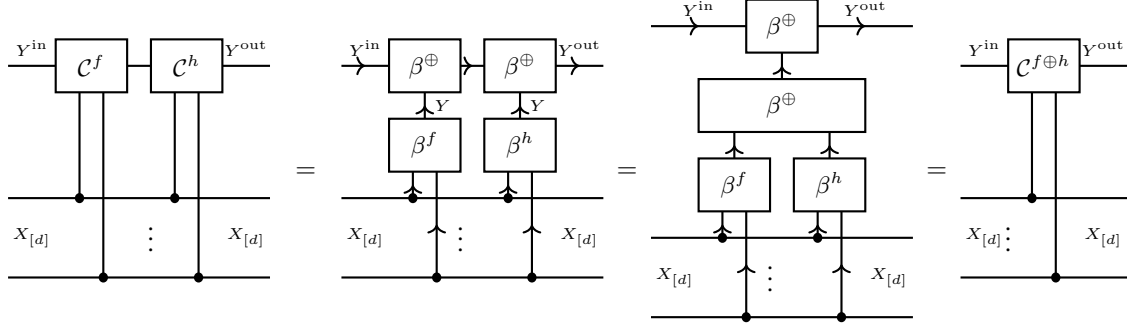 Y^in C^f C^h Y^out
X_[d] ⋮ X_[d]
=
Y^in β^⊕ β^⊕ Y^out
Y Y
β^f β^h
X_[d] ⋮ X_[d]
=
Y^in β^⊕ Y^out
β^⊕
β^f β^h
X_[d] ⋮ X_[d]
=
Y^in C^{f⊕h} Y^out
X_[d] ⋮ X_[d]